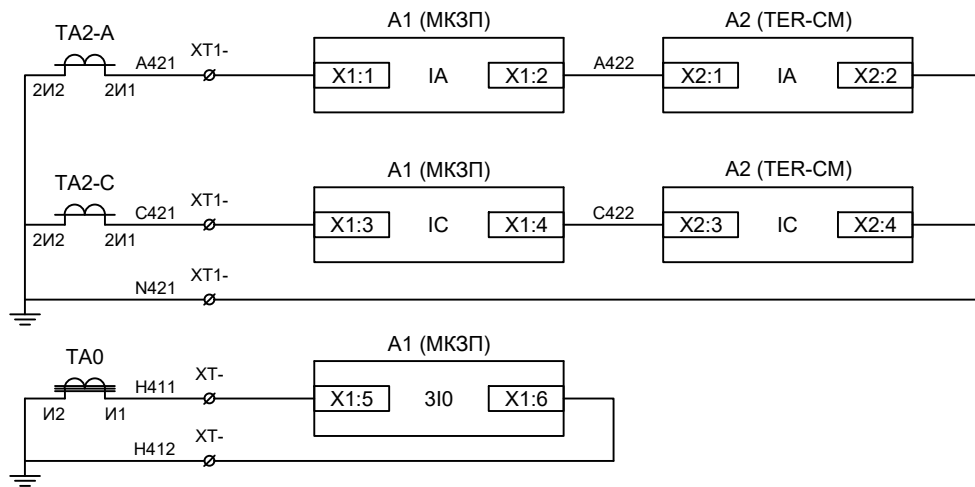 A1 (МКЗП)
A2 (TER-CM)
TA2-A
A421
XT1-
X1:1
IA
X1:2
A422
X2:1
IA
X2:2
2И2
2И1
A1 (МКЗП)
A2 (TER-CM)
TA2-C
C421
XT1-
X1:3
IC
X1:4
C422
X2:3
IC
X2:4
2И2
2И1
XT1-
N421
A1 (МКЗП)
TA0
H411
XT-
X1:5
3I0
X1:6
И2
И1
XT-
H412